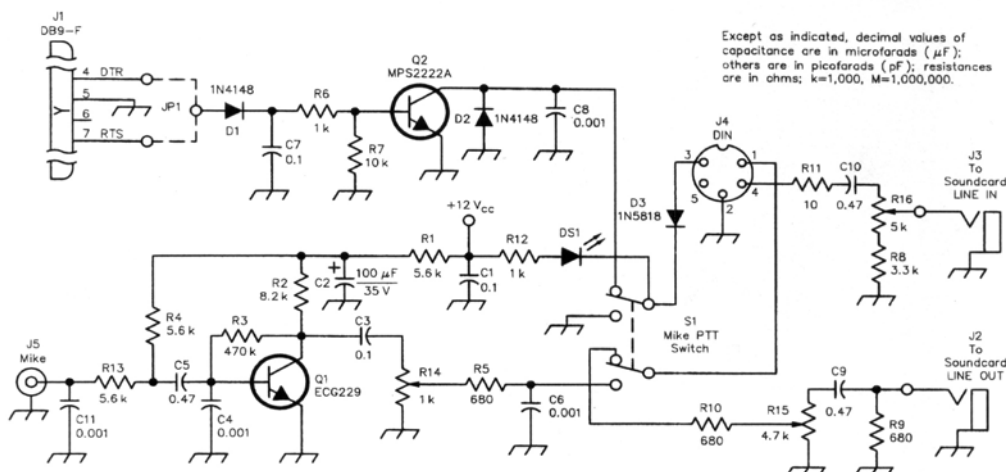 J1
DB9-F
4 DTR
5
6
7 RTS
JP1
1N4148
D1
C7
0.1
R6
1k
R7
10k
Q2
MPS2222A
D2
1N4148
C8
0.001
Except as indicated, decimal values of
capacitance are in microfarads (μF);
others are in picofarads (pF); resistances
are in ohms; k=1,000, M=1,000,000.
J4
DIN
3
1
5
4
2
D3
1N5818
R11
10
C10
0.47
R16
5k
R8
3.3k
J3
To
Soundcard
LINE IN
+12 Vcc
R1
5.6k
C1
0.1
R12
1k
DS1
+
C2
100 μF
35 V
R2
8.2k
R4
5.6k
R3
470k
C3
0.1
J5
Mike
R13
5.6k
C11
0.001
C5
0.47
C4
0.001
Q1
ECG229
R14
1k
R5
680
C6
0.001
S1
Mike PTT
Switch
R10
680
R15
4.7k
C9
0.47
R9
680
J2
To
Soundcard
LINE OUT